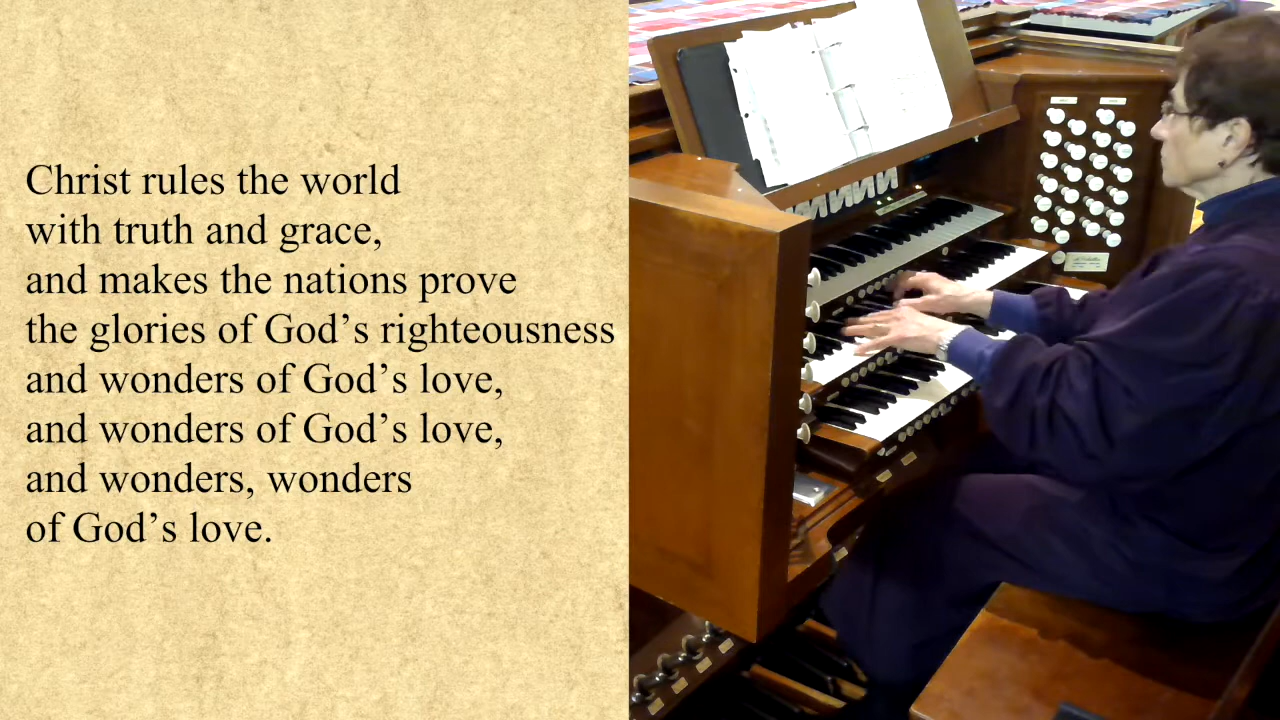 Christ rules the world
with truth and grace,
and makes the nations prove
the glories of God’s righteousness
and wonders of God’s love,
and wonders of God’s love,
and wonders, wonders
of God’s love.